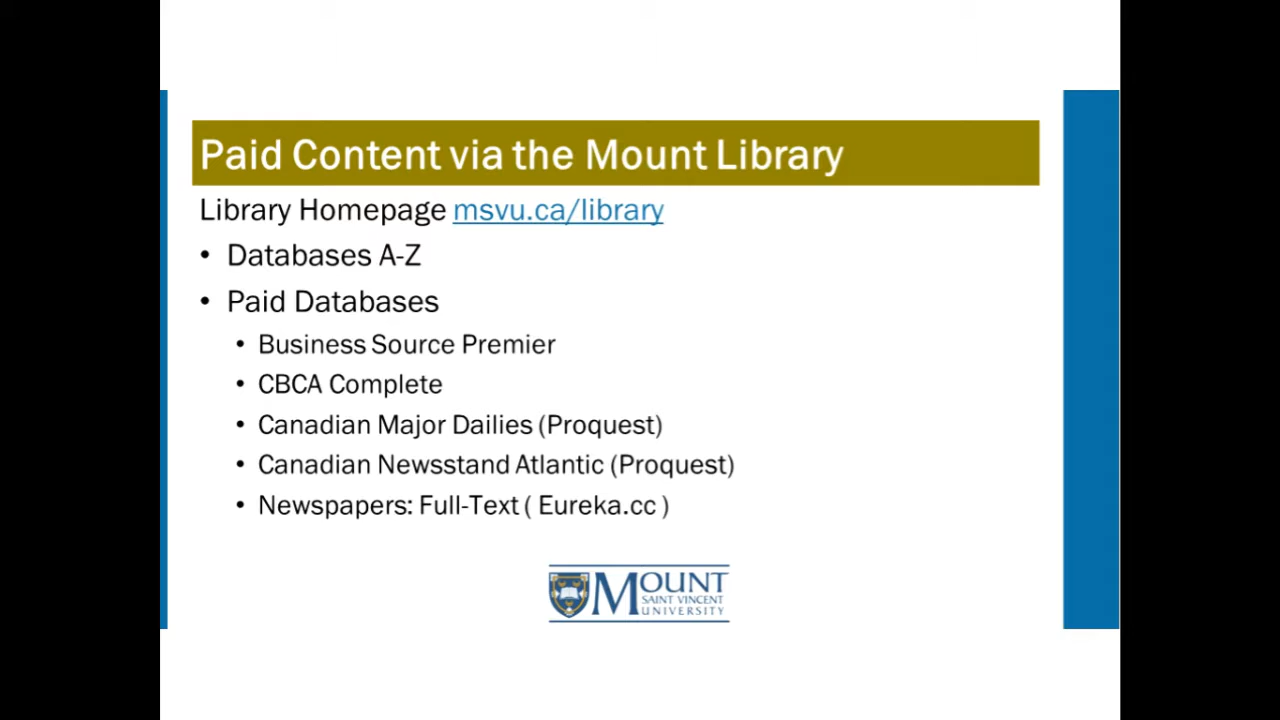 Paid Content via the Mount Library
Library Homepage msvu.ca/library
• Databases A-Z
• Paid Databases
• Business Source Premier
• CBCA Complete
• Canadian Major Dailies (Proquest)
• Canadian Newsstand Atlantic (Proquest)
• Newspapers: Full-Text ( Eureka.cc )
MOUNT
SAINT VINCENT
UNIVERSITY